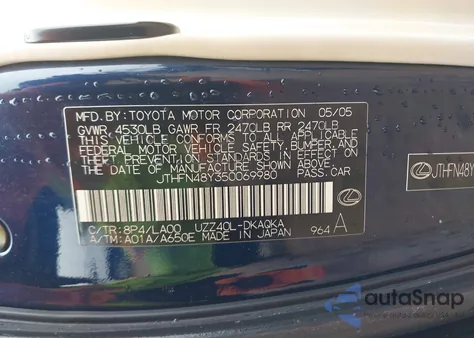 MFD.BY:TOYOTA MOTOR CORPORATION 05/05
GVWR, 4530LB GAWR FR 2470LB RR 2470LB
THIS VEHICLE CONFORMS TO ALL APPLICABLE
FEDERAL MOTOR VEHICLE SAFETY, BUMPER, AND
THEFT PREVENTION STANDARDS IN EFFECT ON
THE DATE OF MANUFACTURE SHOWN ABOVE.
JTHFN48Y350069980 PASS.CAR
C/TR: 8P4/LA00 UZZ40L-DKAQKA
A/TM: A01A/A650E MADE IN JAPAN 964 A
JTHFN48Y
autaSnap